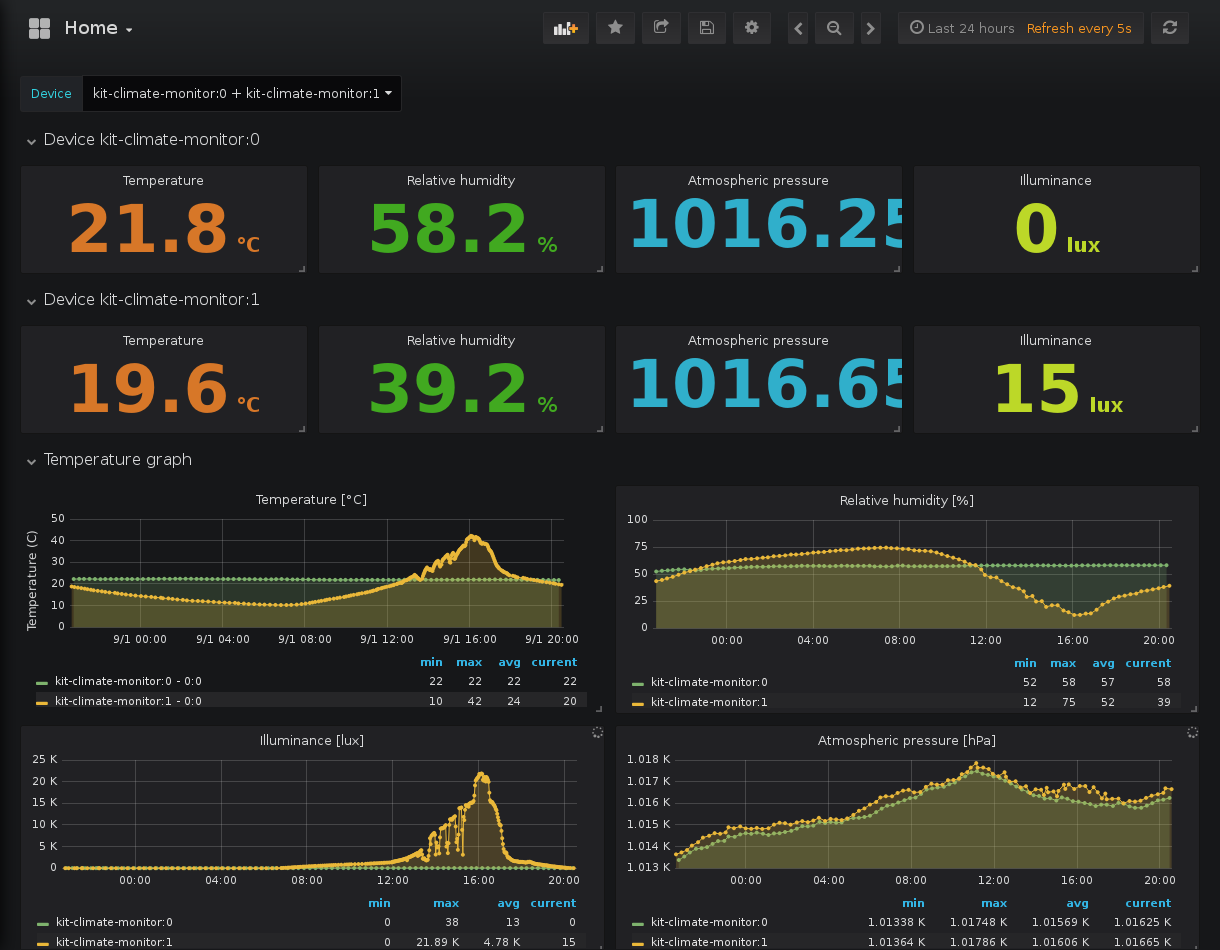 Home
Last 24 hours Refresh every 5s
Device kit-climate-monitor:0 + kit-climate-monitor:1
Device kit-climate-monitor:0
Temperature Relative humidity Atmospheric pressure Illuminance
21.8 °C 58.2 % 1016.25 0 lux
Device kit-climate-monitor:1
Temperature Relative humidity Atmospheric pressure Illuminance
19.6 °C 39.2 % 1016.65 15 lux
Temperature graph
Temperature [°C]
Temperature (C)
50
40
30
20
10
0
9/1 00:00 9/1 04:00 9/1 08:00 9/1 12:00 9/1 16:00 9/1 20:00
min max avg current
kit-climate-monitor:0 - 0:0 22 22 22 22
kit-climate-monitor:1 - 0:0 10 42 24 20
Relative humidity [%]
100
75
50
25
0
00:00 04:00 08:00 12:00 16:00 20:00
min max avg current
kit-climate-monitor:0 52 58 57 58
kit-climate-monitor:1 12 75 52 39
Illuminance [lux]
25 K
20 K
15 K
10 K
5 K
0
00:00 04:00 08:00 12:00 16:00 20:00
min max avg current
kit-climate-monitor:0 0 38 13 0
kit-climate-monitor:1 0 21.89 K 4.78 K 15
Atmospheric pressure [hPa]
1.018 K
1.017 K
1.016 K
1.015 K
1.014 K
1.013 K
00:00 04:00 08:00 12:00 16:00 20:00
min max avg current
kit-climate-monitor:0 1.01338 K 1.01748 K 1.01569 K 1.01625 K
kit-climate-monitor:1 1.01364 K 1.01786 K 1.01606 K 1.01665 K